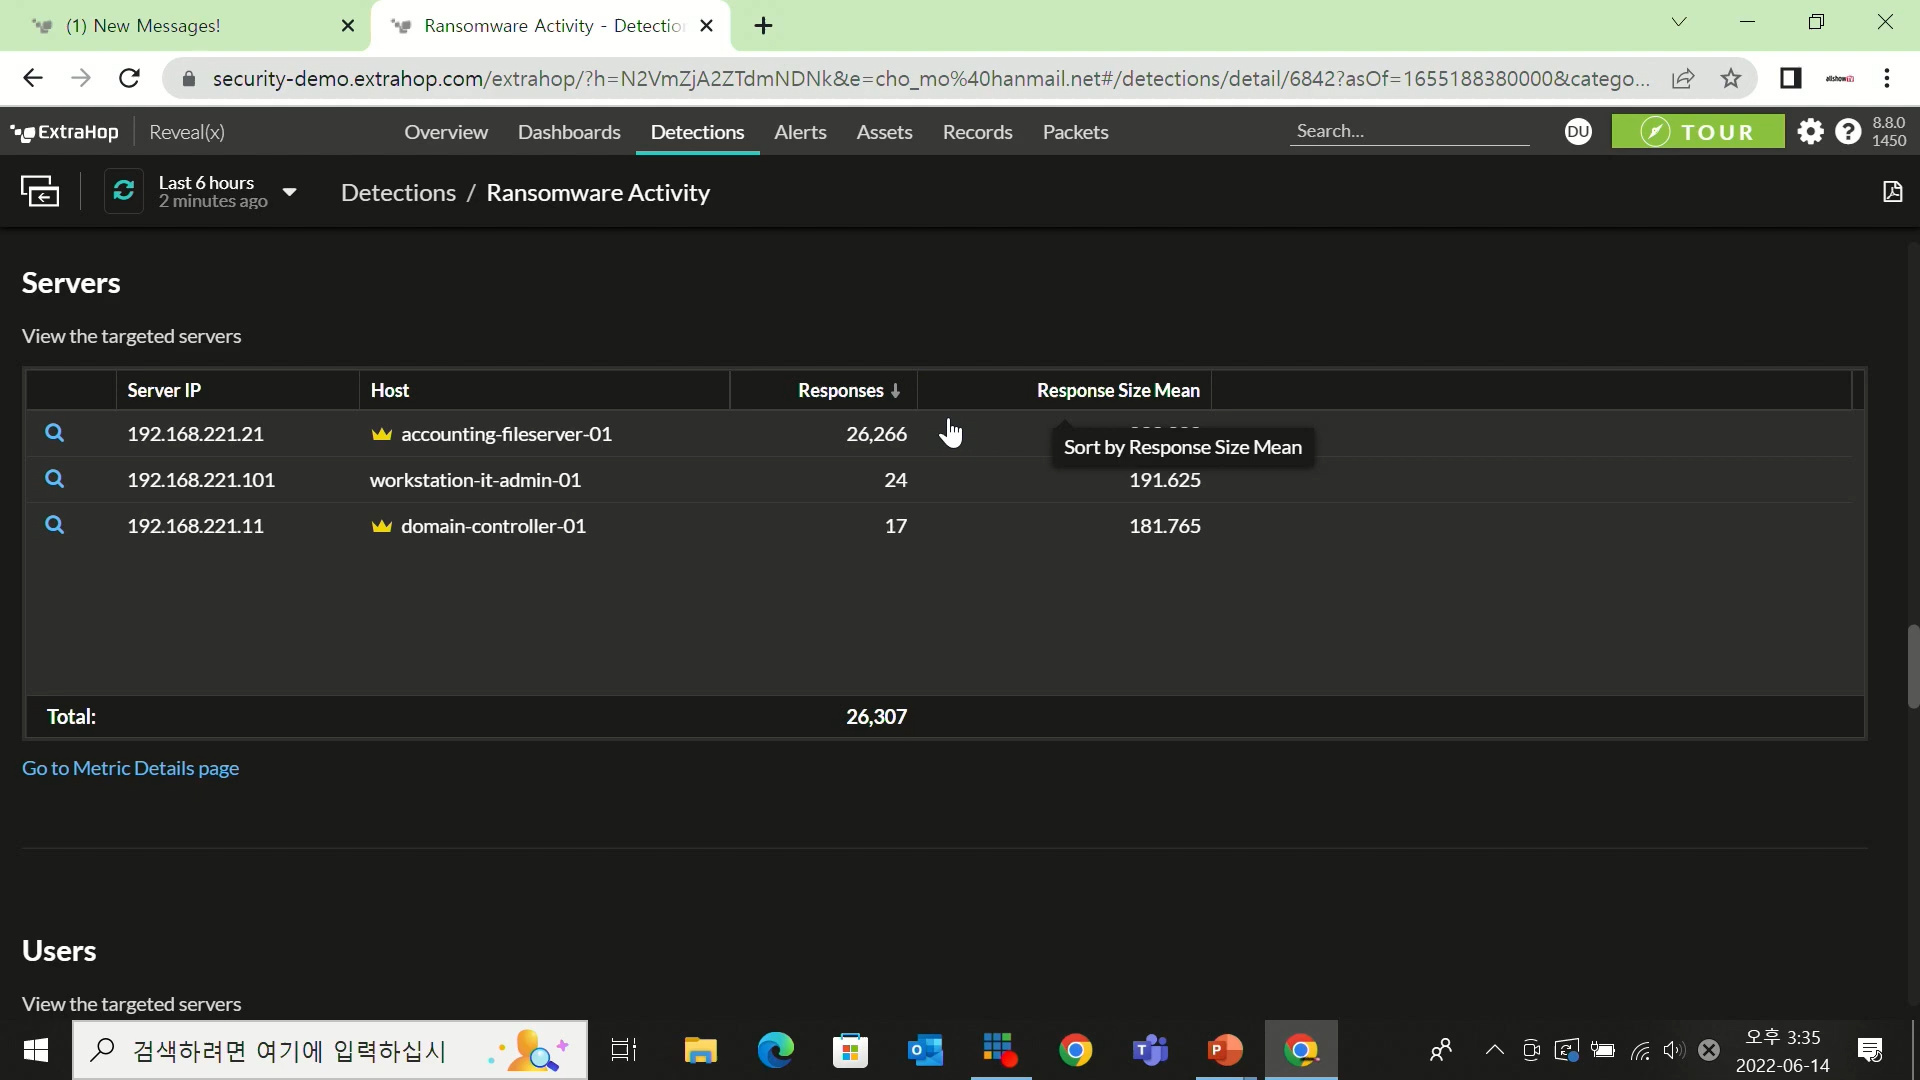 (1) New Messages!
Ransomware Activity - Detection
security-demo.extrahop.com/extrahop/?h=N2VmZjA2ZTdmNDNk&e=cho_mo%40hanmail.net#/detections/detail/6842?asOf=1655188380000&catego...
allshowTV
ExtraHop
Reveal(x)
Overview
Dashboards
Detections
Alerts
Assets
Records
Packets
Search...
DU
TOUR
8.8.0
1450
Last 6 hours
2 minutes ago
Detections / Ransomware Activity
Servers
View the targeted servers
Server IP Host Responses ↓ Response Size Mean
192.168.221.21 accounting-fileserver-01 26,266
Sort by Response Size Mean
192.168.221.101 workstation-it-admin-01 24 191.625
192.168.221.11 domain-controller-01 17 181.765
Total: 26,307
Go to Metric Details page
Users
View the targeted servers
검색하려면 여기에 입력하십시
오후 3:35
2022-06-14